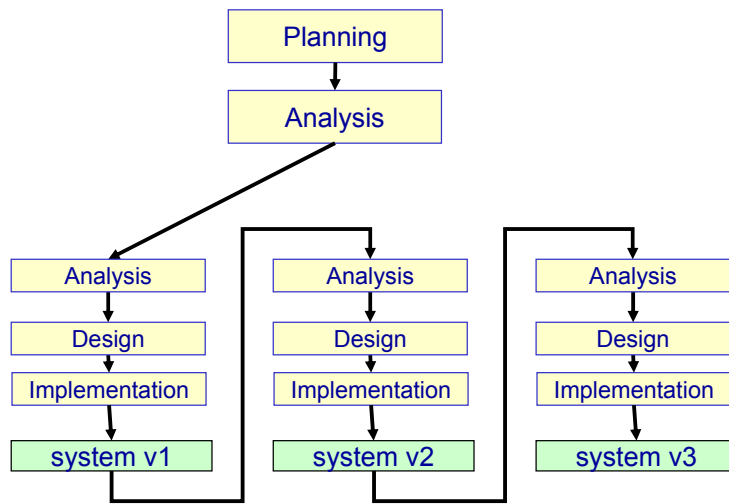 Planning
Analysis
Analysis
Design
Implementation
system v1
Analysis
Design
Implementation
system v2
Analysis
Design
Implementation
system v3